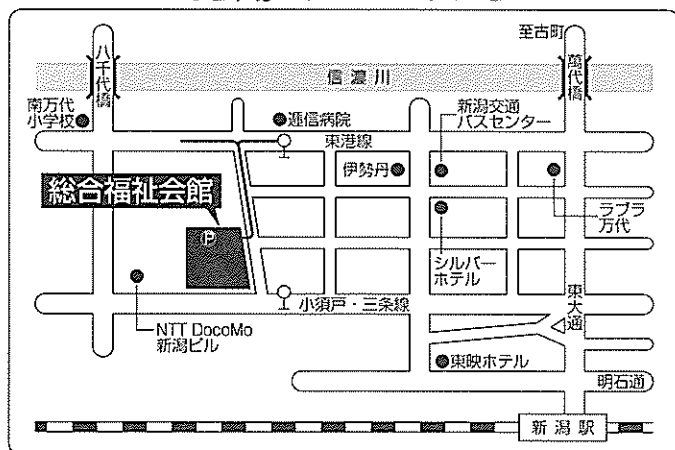 至古町
八千代橋
萬代橋
信濃川
南万代
小学校
逓信病院
新潟交通
バスセンター
東港線
伊勢丹
総合福祉会館
P
ラブラ
万代
シルバー
ホテル
小須戸・三条線
東大通
NTT DoCoMo
新潟ビル
東映ホテル
明石通
新潟駅